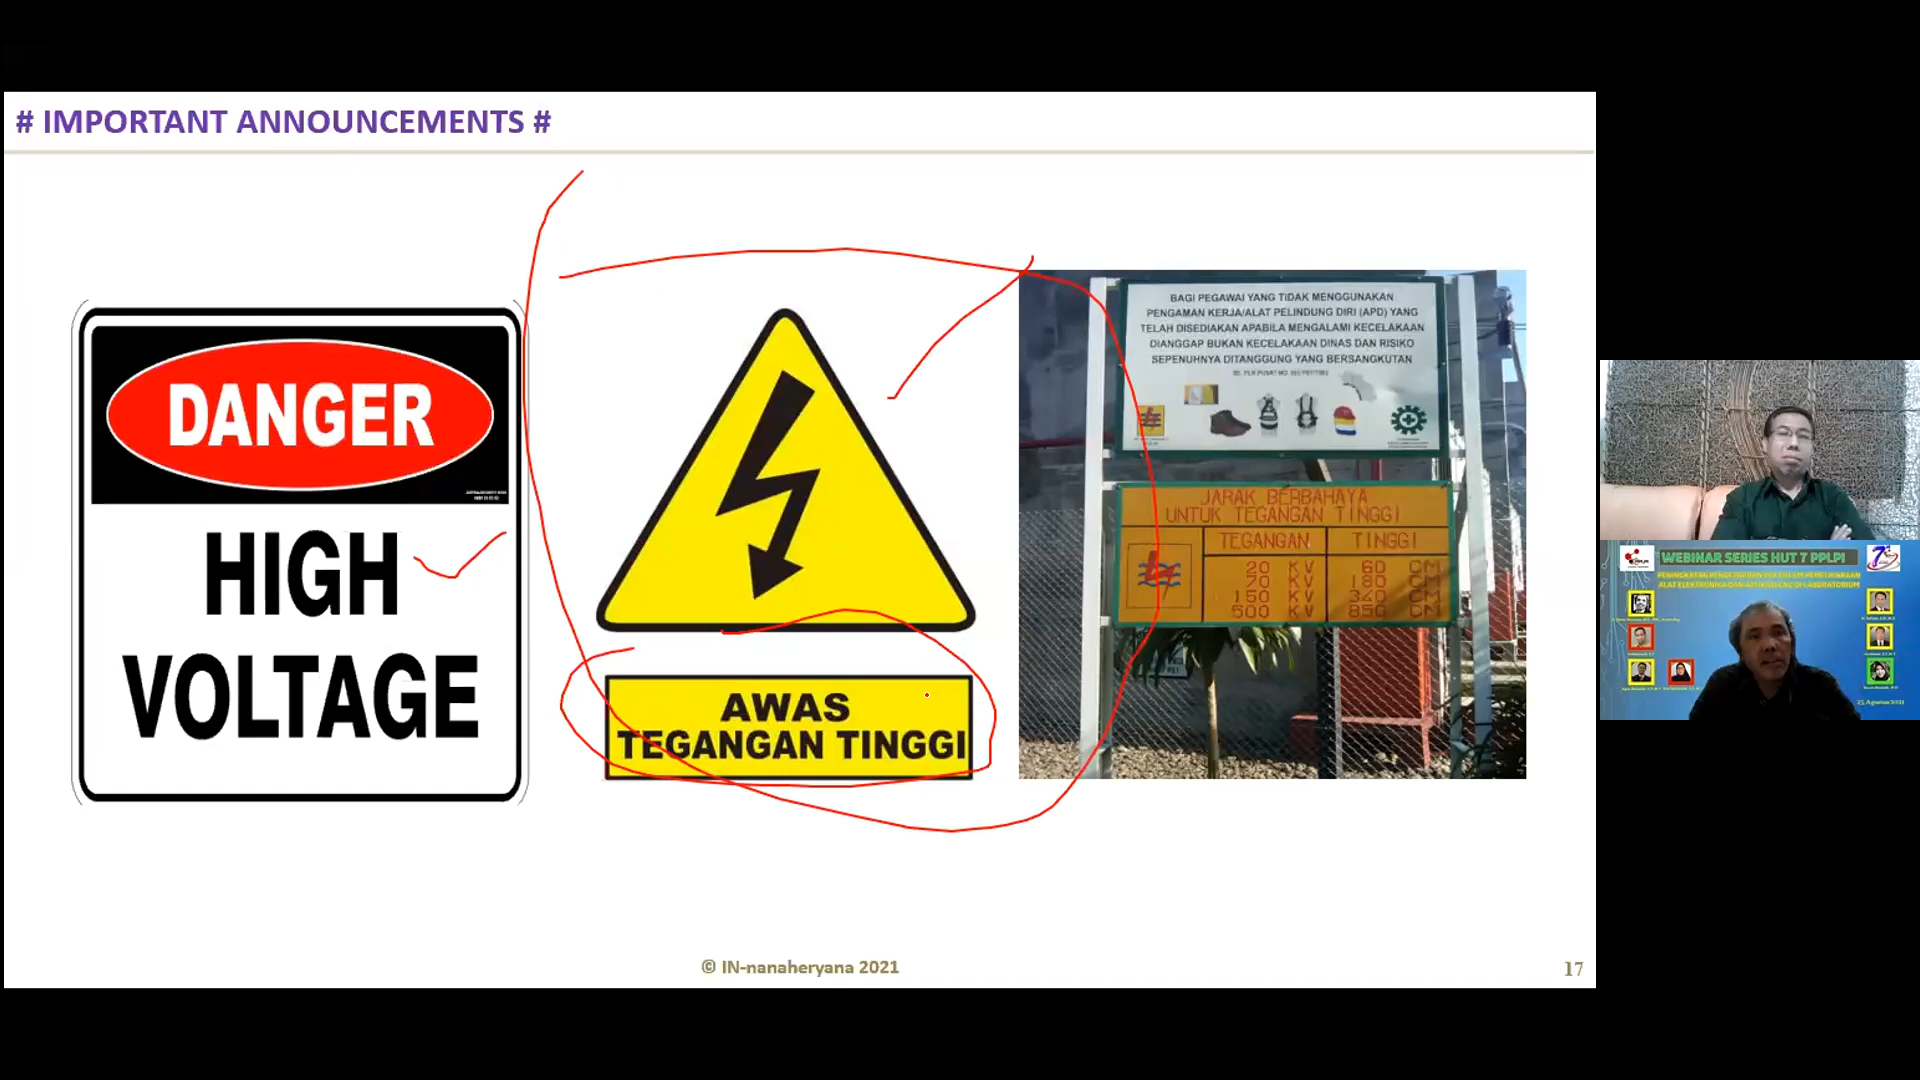 # IMPORTANT ANNOUNCEMENTS #
DANGER
HIGH
VOLTAGE
AWAS
TEGANGAN TINGGI
BAGI PEGAWAI YANG TIDAK MENGGUNAKAN
PENGAMAN KERJA/ALAT PELINDUNG DIRI (APD) YANG
TELAH DISEDIAKAN APABILA MENGALAMI KECELAKAAN
DIANGGAP BUKAN KECELAKAAN DINAS DAN RISIKO
SEPENUHNYA DITANGGUNG YANG BERSANGKUTAN
JARAK BERBAHAYA
UNTUK TEGANGAN TINGGI
TEGANGAN TINGGI
20 KV 60 CM
70 KV 180 CM
150 KV 340 CM
500 KV 850 CM
© IN-nanaheryana 2021
17
WEBINAR SERIES HUT 7 PPLPI
25, Agustus 2021